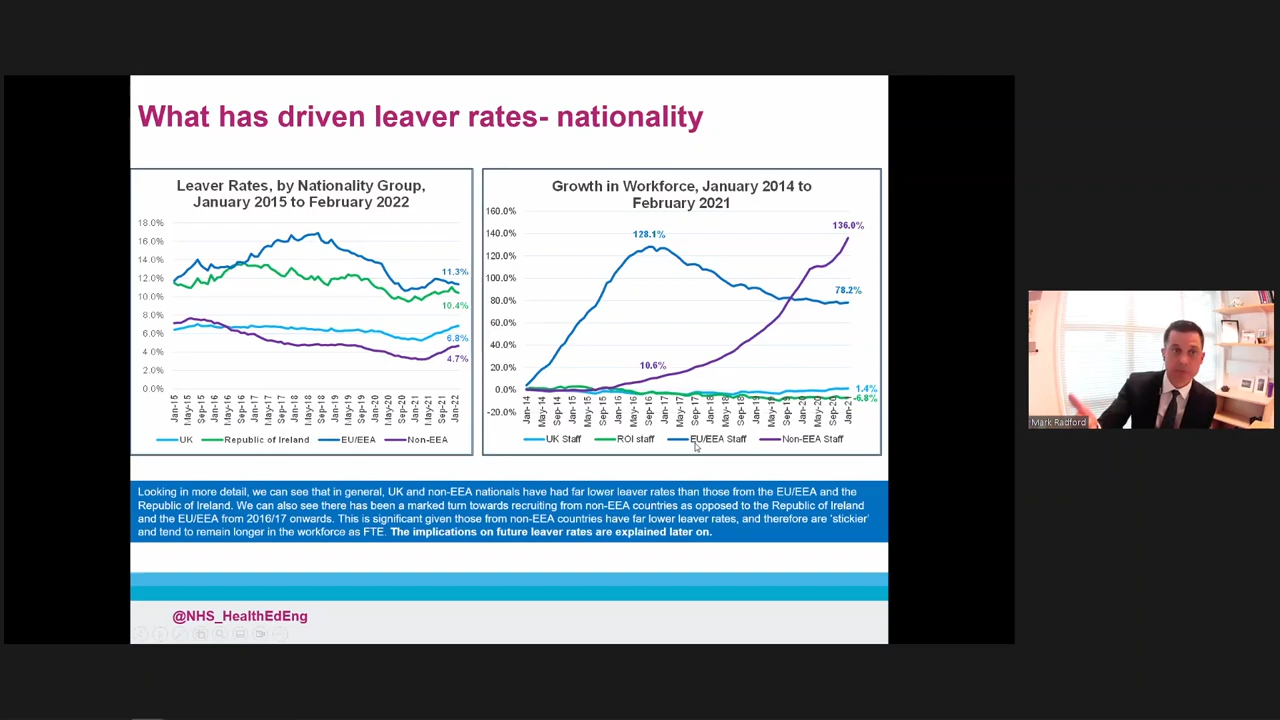 What has driven leaver rates- nationality
Leaver Rates, by Nationality Group,
January 2015 to February 2022
18.0%
16.0%
14.0%
12.0%
10.0%
8.0%
6.0%
4.0%
2.0%
0.0%
11.3%
10.4%
6.8%
4.7%
Jan-15
May-15
Sep-15
Jan-16
May-16
Sep-16
Jan-17
May-17
Sep-17
Jan-18
May-18
Sep-18
Jan-19
May-19
Sep-19
Jan-20
May-20
Sep-20
Jan-21
May-21
Sep-21
Jan-22
UK
Republic of Ireland
EU/EEA
Non-EEA
Growth in Workforce, January 2014 to
February 2021
160.0%
140.0%
120.0%
100.0%
80.0%
60.0%
40.0%
20.0%
0.0%
-20.0%
128.1%
136.0%
78.2%
10.6%
1.4%
-6.8%
Jan-14
May-14
Sep-14
Jan-15
May-15
Sep-15
Jan-16
May-16
Sep-16
Jan-17
May-17
Sep-17
Jan-18
May-18
Sep-18
Jan-19
May-19
Sep-19
Jan-20
May-20
Sep-20
Jan-2
UK Staff
ROI staff
EU/EEA Staff
Non-EEA Staff
Looking in more detail, we can see that in general, UK and non-EEA nationals have had far lower leaver rates than those from the EU/EEA and the
Republic of Ireland. We can also see there has been a marked turn towards recruiting from non-EEA countries as opposed to the Republic of Ireland
and the EU/EEA from 2016/17 onwards. This is significant given those from non-EEA countries have far lower leaver rates, and therefore are 'stickier'
and tend to remain longer in the workforce as FTE. The implications on future leaver rates are explained later on.
@NHS_HealthEdEng
Mark Radford